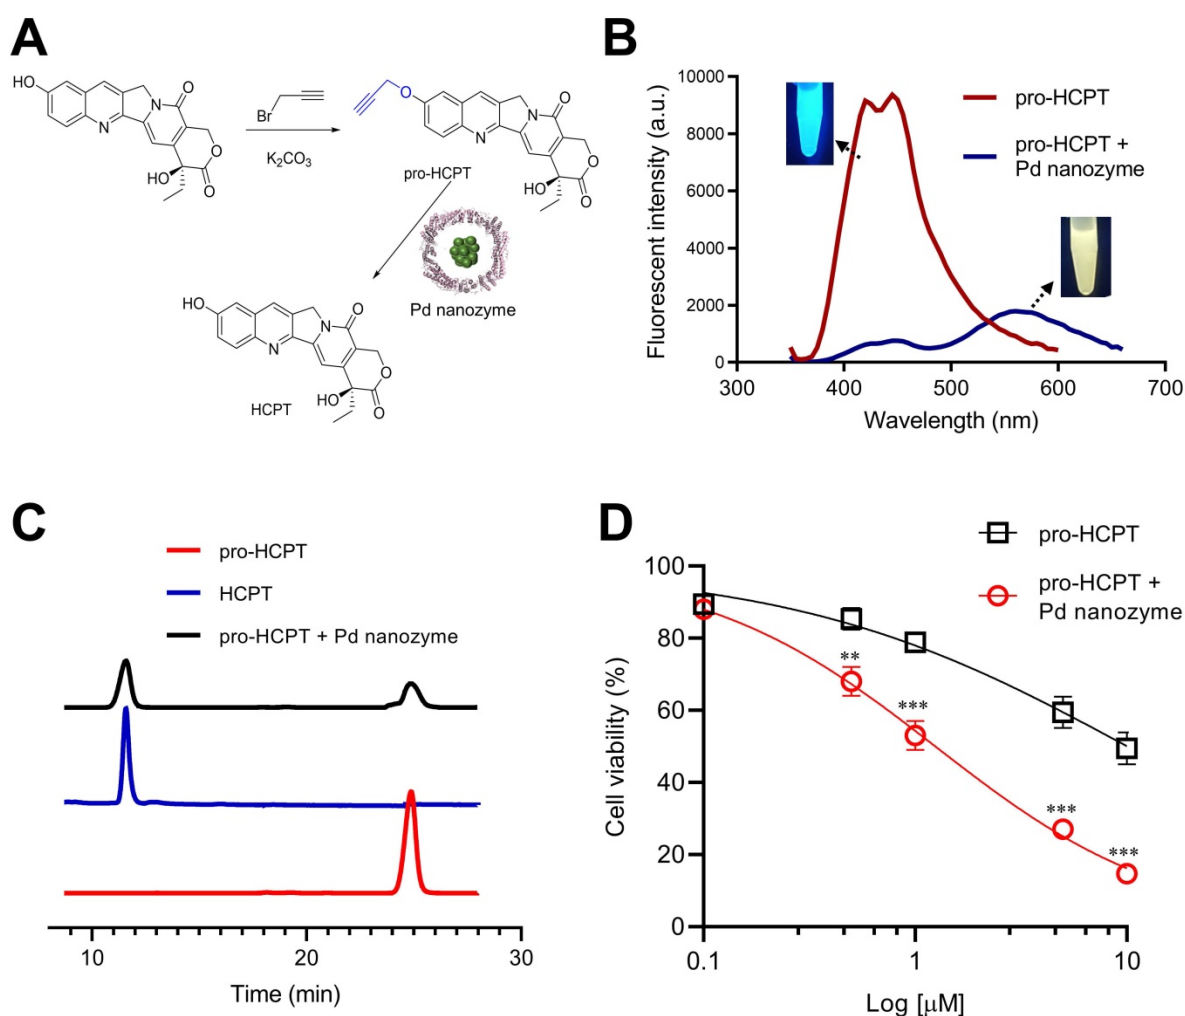 A
HO
N
O
O
N
HO
O
Br
K₂CO₃
O
N
O
O
N
HO
O
pro-HCPT
Pd nanozyme
HO
N
O
O
N
HO
O
HCPT
B
Fluorescent intensity (a.u.)
10000
8000
6000
4000
2000
0
300
400
500
600
700
Wavelength (nm)
pro-HCPT
pro-HCPT +
Pd nanozyme
C
pro-HCPT
HCPT
pro-HCPT + Pd nanozyme
10
20
30
Time (min)
D
pro-HCPT
pro-HCPT +
Pd nanozyme
Cell viability (%)
100
80
60
40
20
0
**
***
***
***
0.1
1
10
Log [μM]